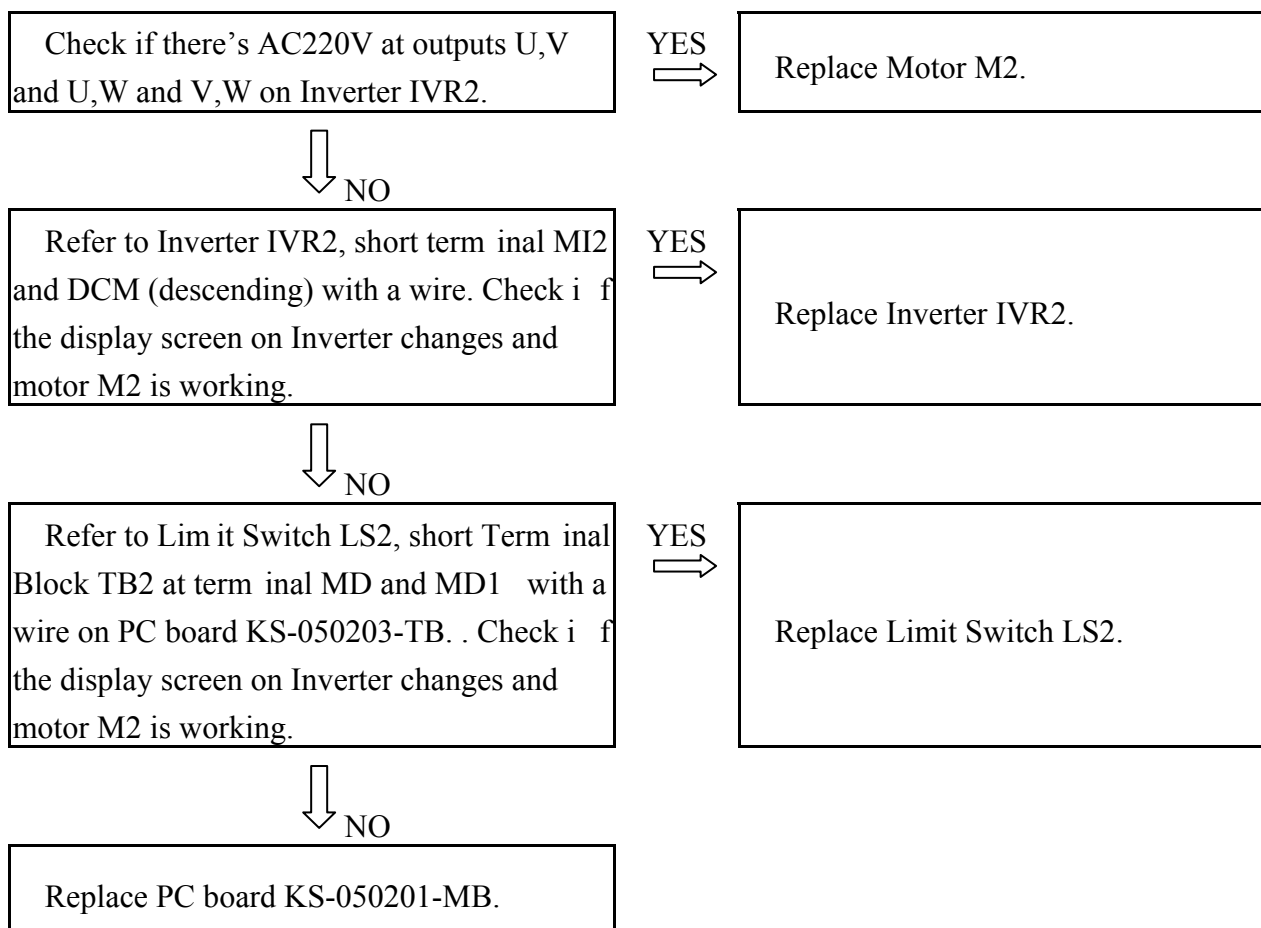 Check if there's AC220V at outputs U,V
and U,W and V,W on Inverter IVR2.
YES
Replace Motor M2.
NO
Refer to Inverter IVR2, short term inal MI2
and DCM (descending) with a wire. Check i f
the display screen on Inverter changes and
motor M2 is working.
YES
Replace Inverter IVR2.
NO
Refer to Lim it Switch LS2, short Term inal
Block TB2 at term inal MD and MD1 with a
wire on PC board KS-050203-TB. . Check i f
the display screen on Inverter changes and
motor M2 is working.
YES
Replace Limit Switch LS2.
NO
Replace PC board KS-050201-MB.